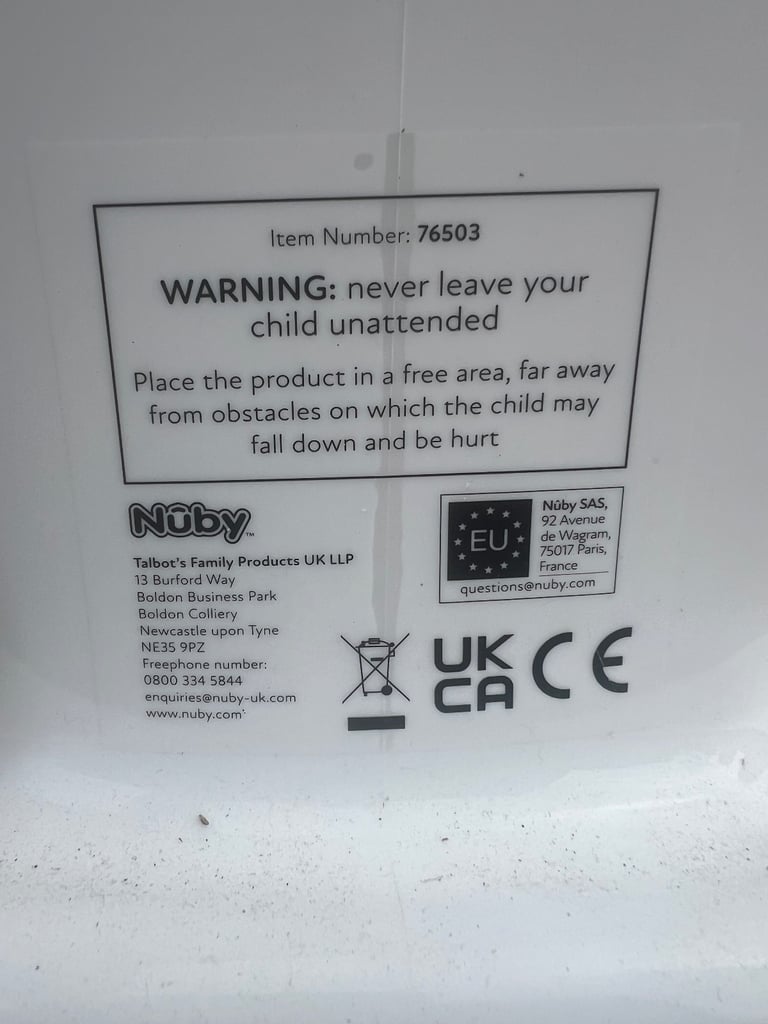 Item Number: 76503
WARNING: never leave your
child unattended
Place the product in a free area, far away
from obstacles on which the child may
fall down and be hurt
Nûby™
Talbot's Family Products UK LLP
13 Burford Way
Boldon Business Park
Boldon Colliery
Newcastle upon Tyne
NE35 9PZ
Freephone number:
0800 334 5844
enquiries@nuby-uk.com
www.nuby.com
EU
Nûby SAS,
92 Avenue
de Wagram,
75017 Paris,
France
questions@nuby.com
UK
CA
CE